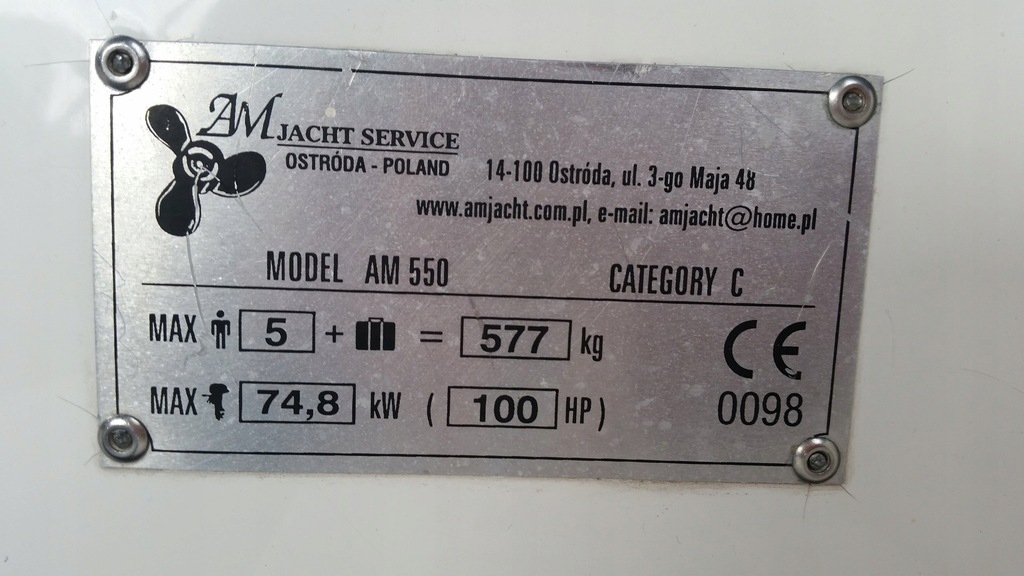 AM JACHT SERVICE
OSTRÓDA - POLAND
14-100 Ostróda, ul. 3-go Maja 48
www.amjacht.com.pl, e-mail: amjacht@home.pl
MODEL AM 550 CATEGORY C
MAX 5 + = 577 kg
CE
MAX 74,8 kW ( 100 HP )
0098